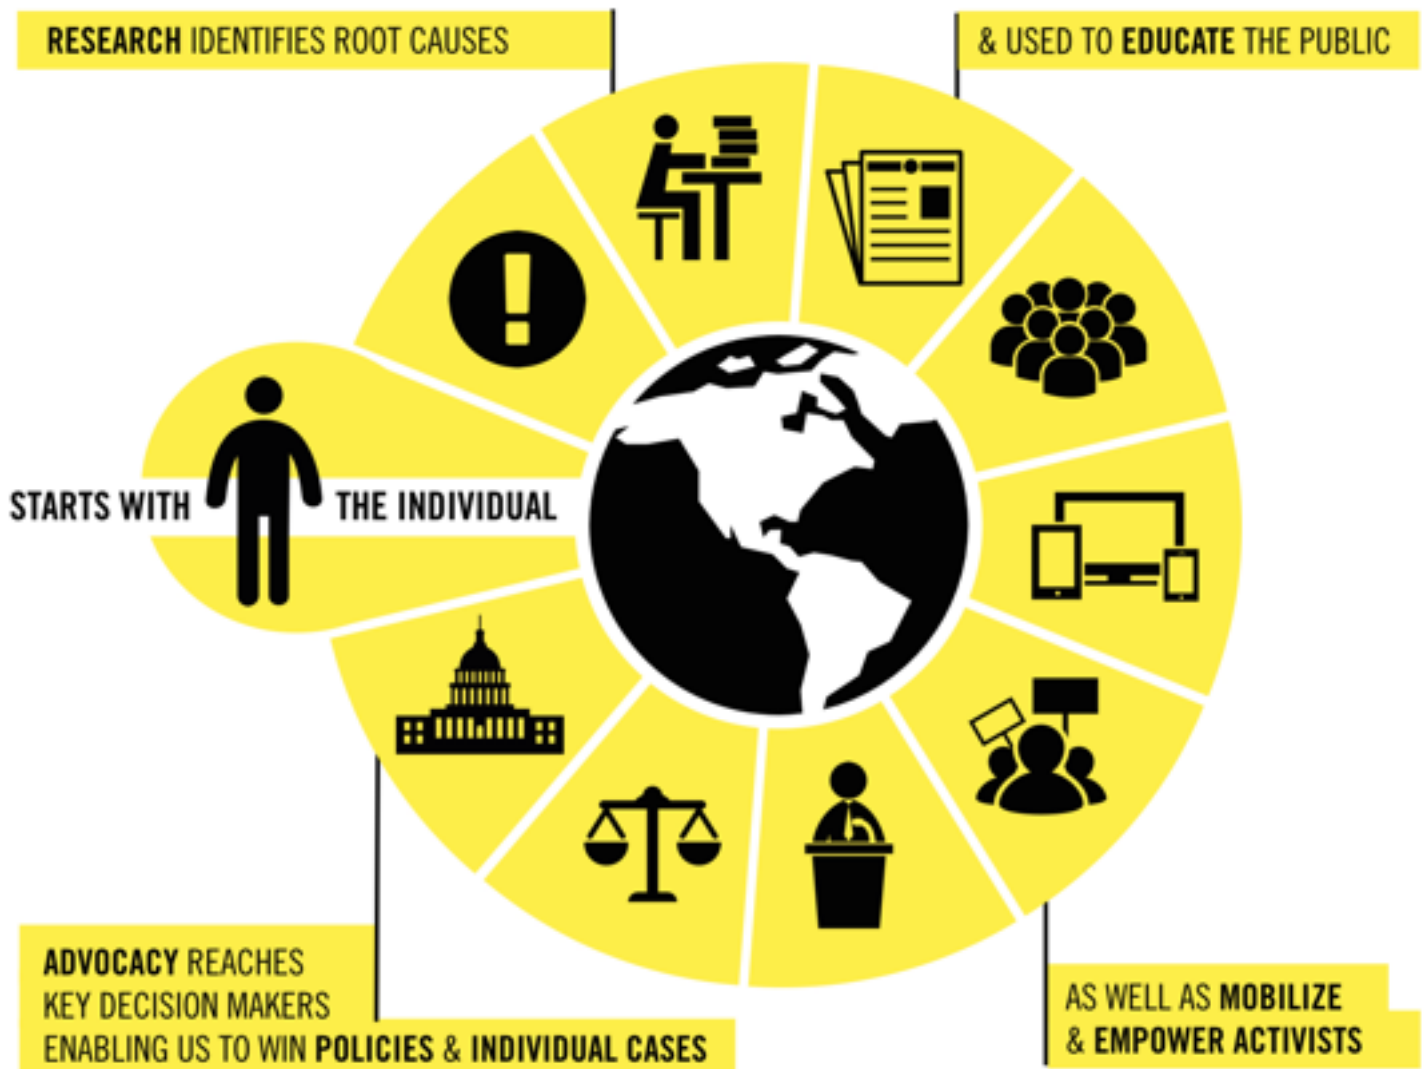 RESEARCH IDENTIFIES ROOT CAUSES
& USED TO EDUCATE THE PUBLIC
STARTS WITH THE INDIVIDUAL
ADVOCACY REACHES
KEY DECISION MAKERS
ENABLING US TO WIN POLICIES & INDIVIDUAL CASES
AS WELL AS MOBILIZE
& EMPOWER ACTIVISTS